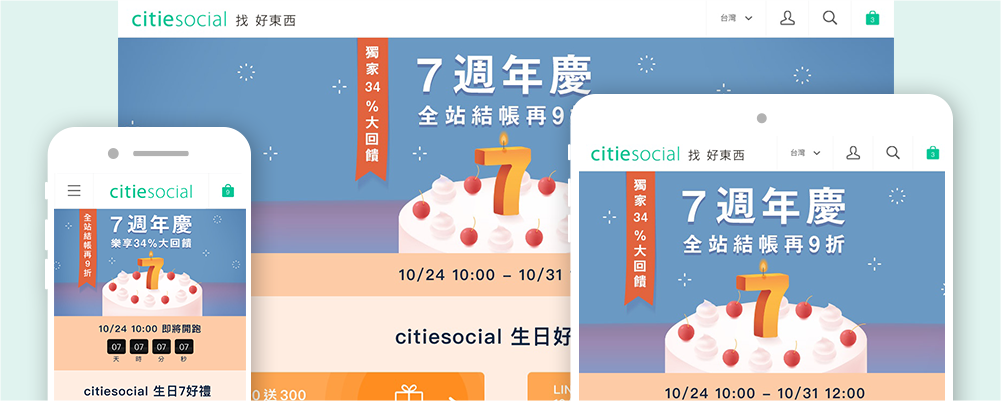 citiesocial 找 好東西
台灣
3
獨家34%大回饋
7週年慶
全站結帳再9
7
10/24 10:00 – 10/31 1
citiesocial 生日好
送 300
LIN
citiesocial
9
全站結帳再9折
7週年慶
樂享34%大回饋
7
10/24 10:00 即將開跑
07 07 07 07
天 時 分 秒
citiesocial 生日7好禮
citiesocial 找 好東西
台灣
3
獨家34%大回饋
7週年慶
全站結帳再9折
7
10/24 10:00 – 10/31 12:00